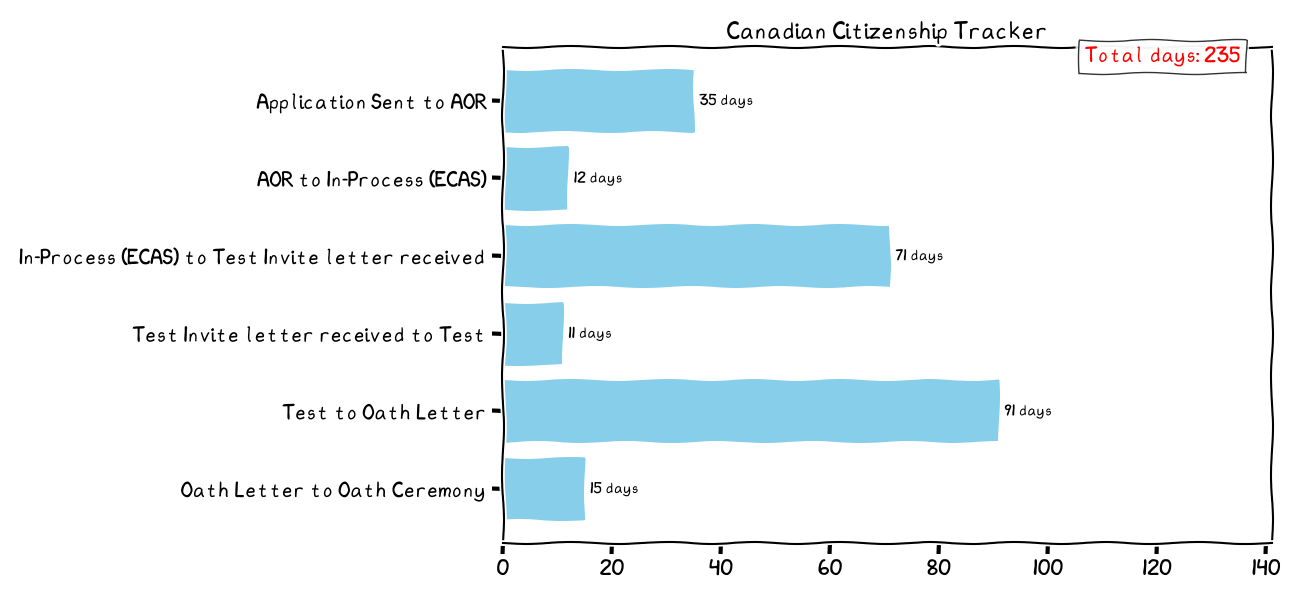 Canadian Citizenship Tracker
Total days: 235
Application Sent to AOR
35 days
AOR to In-Process (ECAS)
12 days
In-Process (ECAS) to Test Invite letter received
71 days
Test Invite letter received to Test
11 days
Test to Oath Letter
91 days
Oath Letter to Oath Ceremony
15 days
0 20 40 60 80 100 120 140